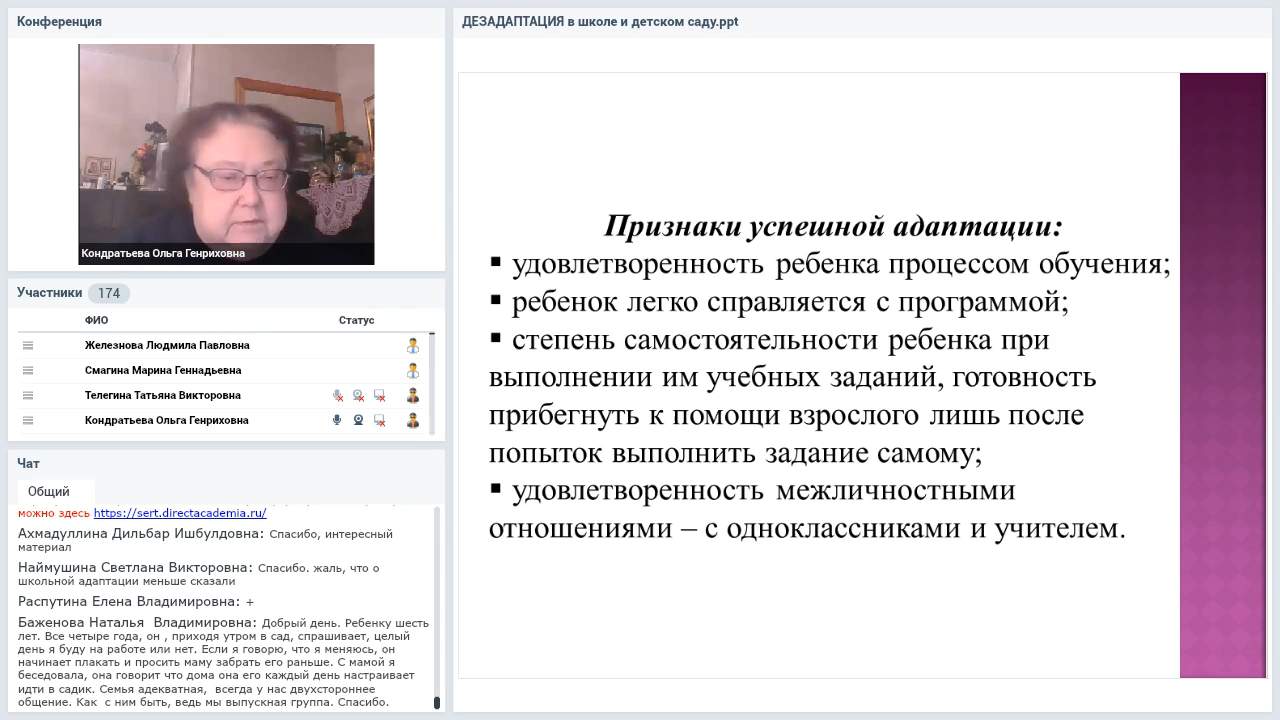 Конференция
Кондратьева Ольга Генриховна
Участники 174
ФИО Статус
Железнова Людмила Павловна
Смагина Марина Геннадьевна
Телегина Татьяна Викторовна
Кондратьева Ольга Генриховна
Чат
Общий
можно здесь https://sert.directacademia.ru/
Ахмадуллина Дильбар Ишбулдовна: Спасибо, интересный
материал
Наймушина Светлана Викторовна: Спасибо. жаль, что о
школьной адаптации меньше сказали
Распутина Елена Владимировна: +
Баженова Наталья Владимировна: Добрый день. Ребенку шесть
лет. Все четыре года, он , приходя утром в сад, спрашивает, целый
день я буду на работе или нет. Если я говорю, что я меняюсь, он
начинает плакать и просить маму забрать его раньше. С мамой я
беседовала, она говорит что дома она его каждый день настраивает
идти в садик. Семья адекватная, всегда у нас двухстороннее
общение. Как с ним быть, ведь мы выпускная группа. Спасибо.
ДЕЗАДАПТАЦИЯ в школе и детском саду.ppt
Признаки успешной адаптации:
▪ удовлетворенность ребенка процессом обучения;
▪ ребенок легко справляется с программой;
▪ степень самостоятельности ребенка при
выполнении им учебных заданий, готовность
прибегнуть к помощи взрослого лишь после
попыток выполнить задание самому;
▪ удовлетворенность межличностными
отношениями – с одноклассниками и учителем.